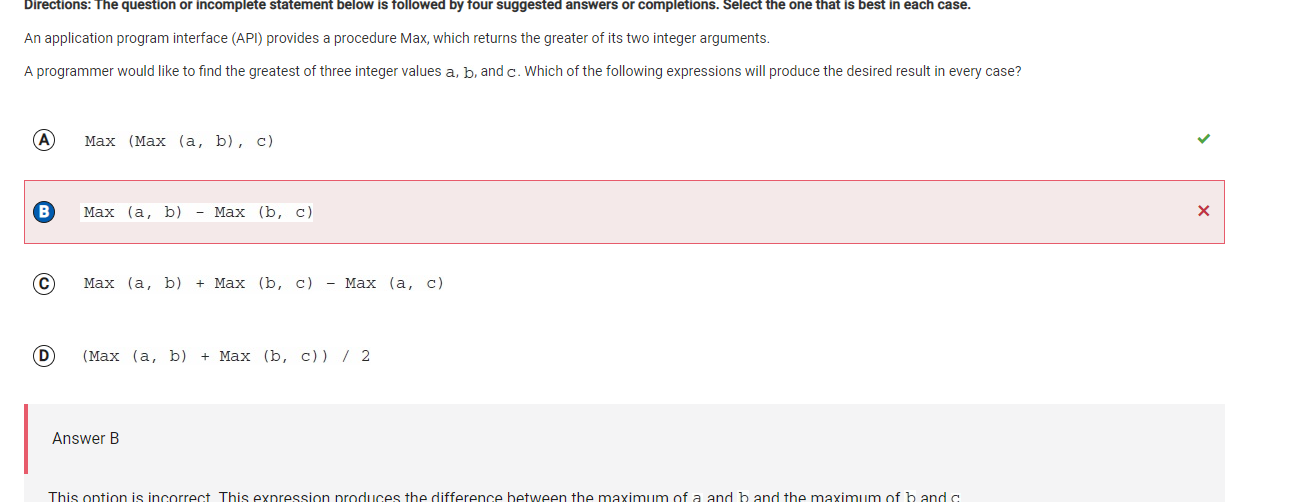 Directions: The question or incomplete statement below is followed by four suggested answers or completions. Select the one that is best in each case.
An application program interface (API) provides a procedure Max, which returns the greater of its two integer arguments.
A programmer would like to find the greatest of three integer values a, b, and c. Which of the following expressions will produce the desired result in every case?
A Max (Max (a, b), c)
B Max (a, b) - Max (b, c)
C Max (a, b) + Max (b, c) - Max (a, c)
D (Max (a, b) + Max (b, c)) / 2
Answer B
This option is incorrect. This expression produces the difference between the maximum of a and b and the maximum of b and c.